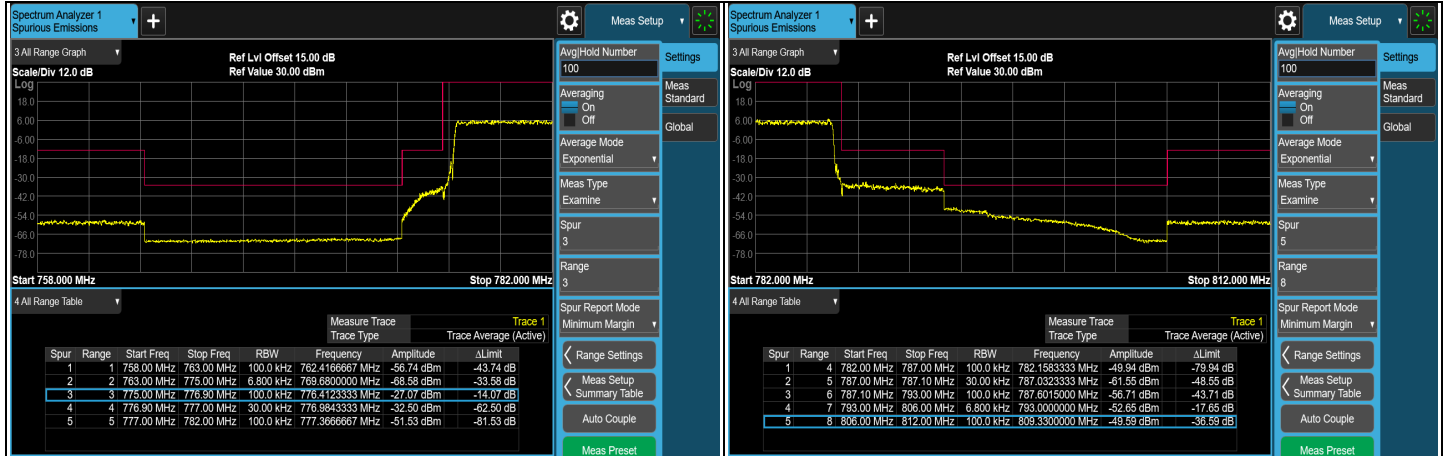 Spectrum Analyzer 1
Spurious Emissions
+
Meas Setup
3 All Range Graph
Ref Lvl Offset 15.00 dB
Scale/Div 12.0 dB
Ref Value 30.00 dBm
Log
18.0
6.00
-6.00
-18.0
-30.0
-42.0
-54.0
-66.0
-78.0
Start 758.000 MHz
Stop 782.000 MHz
4 All Range Table
Measure Trace Trace 1
Trace Type Trace Average (Active)
Spur Range Start Freq Stop Freq RBW Frequency Amplitude ΔLimit
1 1 758.00 MHz 763.00 MHz 100.0 kHz 762.4166667 MHz -56.74 dBm -43.74 dB
2 2 763.00 MHz 775.00 MHz 6.800 kHz 769.6800000 MHz -68.58 dBm -33.58 dB
3 3 775.00 MHz 776.90 MHz 100.0 kHz 776.4123333 MHz -27.07 dBm -14.07 dB
4 4 776.90 MHz 777.00 MHz 30.00 kHz 776.9843333 MHz -32.50 dBm -62.50 dB
5 5 777.00 MHz 782.00 MHz 100.0 kHz 777.3666667 MHz -51.53 dBm -81.53 dB
Avg|Hold Number
100
Averaging
On
Off
Average Mode
Exponential
Meas Type
Examine
Spur
3
Range
3
Spur Report Mode
Minimum Margin
Range Settings
Meas Setup
Summary Table
Auto Couple
Meas Preset
Settings
Meas
Standard
Global
Spectrum Analyzer 1
Spurious Emissions
+
Meas Setup
3 All Range Graph
Ref Lvl Offset 15.00 dB
Scale/Div 12.0 dB
Ref Value 30.00 dBm
Log
18.0
6.00
-6.00
-18.0
-30.0
-42.0
-54.0
-66.0
-78.0
Start 782.000 MHz
Stop 812.000 MHz
4 All Range Table
Measure Trace Trace 1
Trace Type Trace Average (Active)
Spur Range Start Freq Stop Freq RBW Frequency Amplitude ΔLimit
1 4 782.00 MHz 787.00 MHz 100.0 kHz 782.1583333 MHz -49.94 dBm -79.94 dB
2 5 787.00 MHz 787.10 MHz 30.00 kHz 787.0323333 MHz -61.55 dBm -48.55 dB
3 6 787.10 MHz 793.00 MHz 100.0 kHz 787.6015000 MHz -56.71 dBm -43.71 dB
4 7 793.00 MHz 806.00 MHz 6.800 kHz 793.0000000 MHz -52.65 dBm -17.65 dB
5 8 806.00 MHz 812.00 MHz 100.0 kHz 809.3300000 MHz -49.59 dBm -36.59 dB
Avg|Hold Number
100
Averaging
On
Off
Average Mode
Exponential
Meas Type
Examine
Spur
5
Range
8
Spur Report Mode
Minimum Margin
Range Settings
Meas Setup
Summary Table
Auto Couple
Meas Preset
Settings
Meas
Standard
Global